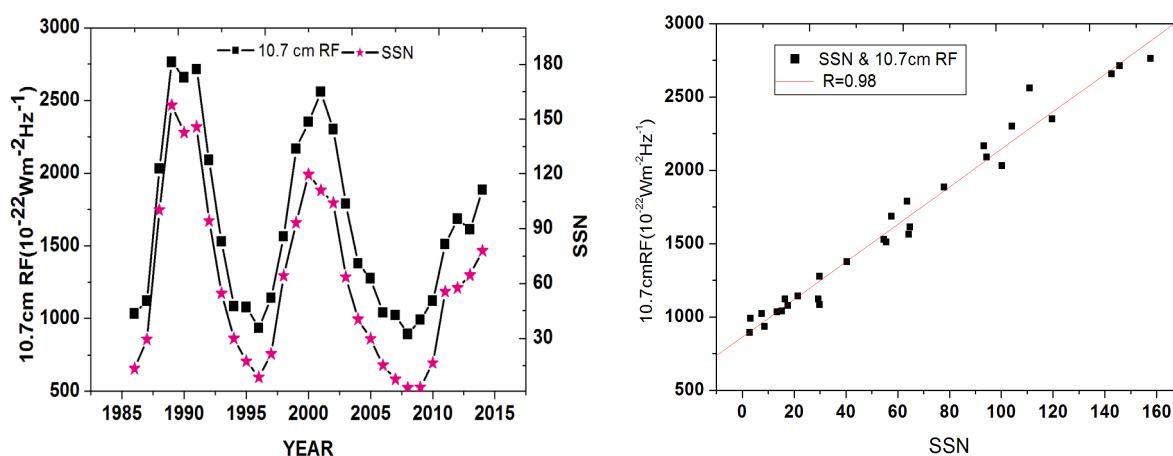 10.7 cm RF SSN
3000
2500
2000
1500
1000
500
10.7cm RF(10-22Wm-2Hz-1)
180
150
120
90
60
30
SSN
1985 1990 1995 2000 2005 2010 2015
YEAR
SSN & 10.7cm RF
R=0.98
3000
2500
2000
1500
1000
500
10.7cmRF(10-22Wm-2Hz-1)
0 20 40 60 80 100 120 140 160
SSN